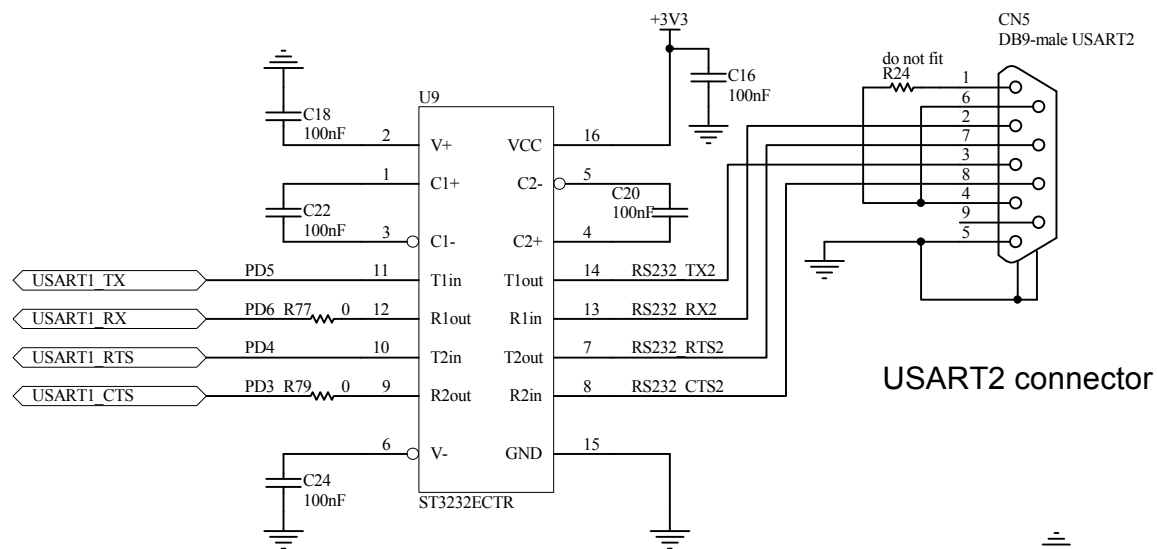 +3V3
CN5
DB9-male USART2
do not fit
R24
1
6
2
7
3
8
4
9
5
C16
100nF
U9
C18
100nF
2 V+ VCC 16
1 C1+ C2- 5
C22
100nF
C20
100nF
3 C1- C2+ 4
USART1_TX PD5 11 T1in T1out 14 RS232_TX2
USART1_RX PD6 R77 0 12 R1out R1in 13 RS232_RX2
USART1_RTS PD4 10 T2in T2out 7 RS232_RTS2
USART1_CTS PD3 R79 0 9 R2out R2in 8 RS232_CTS2
USART2 connector
6 V- GND 15
C24
100nF
ST3232ECTR